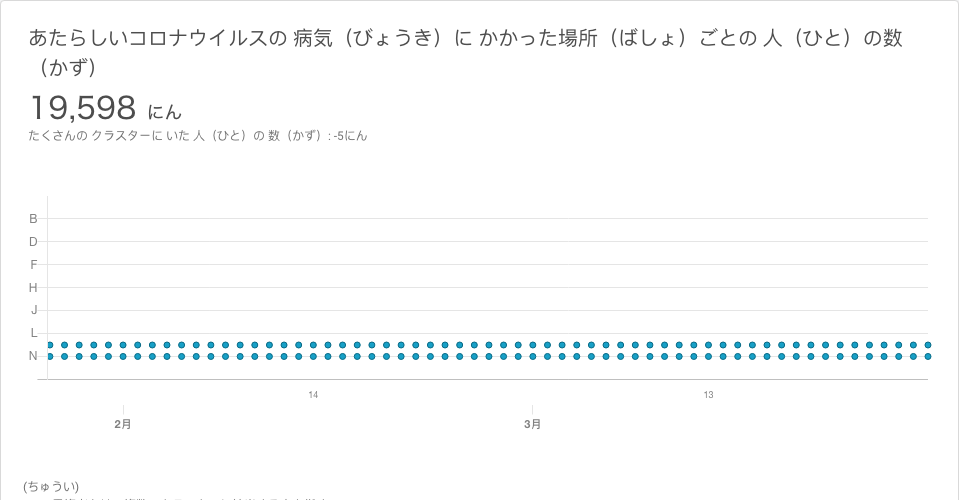 あたらしいコロナウイルスの 病気（びょうき）に かかった場所（ばしょ）ごとの 人（ひと）の数
（かず）
19,598 にん
たくさんの クラスターに いた 人（ひと）の 数（かず）: -5にん
B
D
F
H
J
L
N
14
13
2月
3月
(ちゅうい)